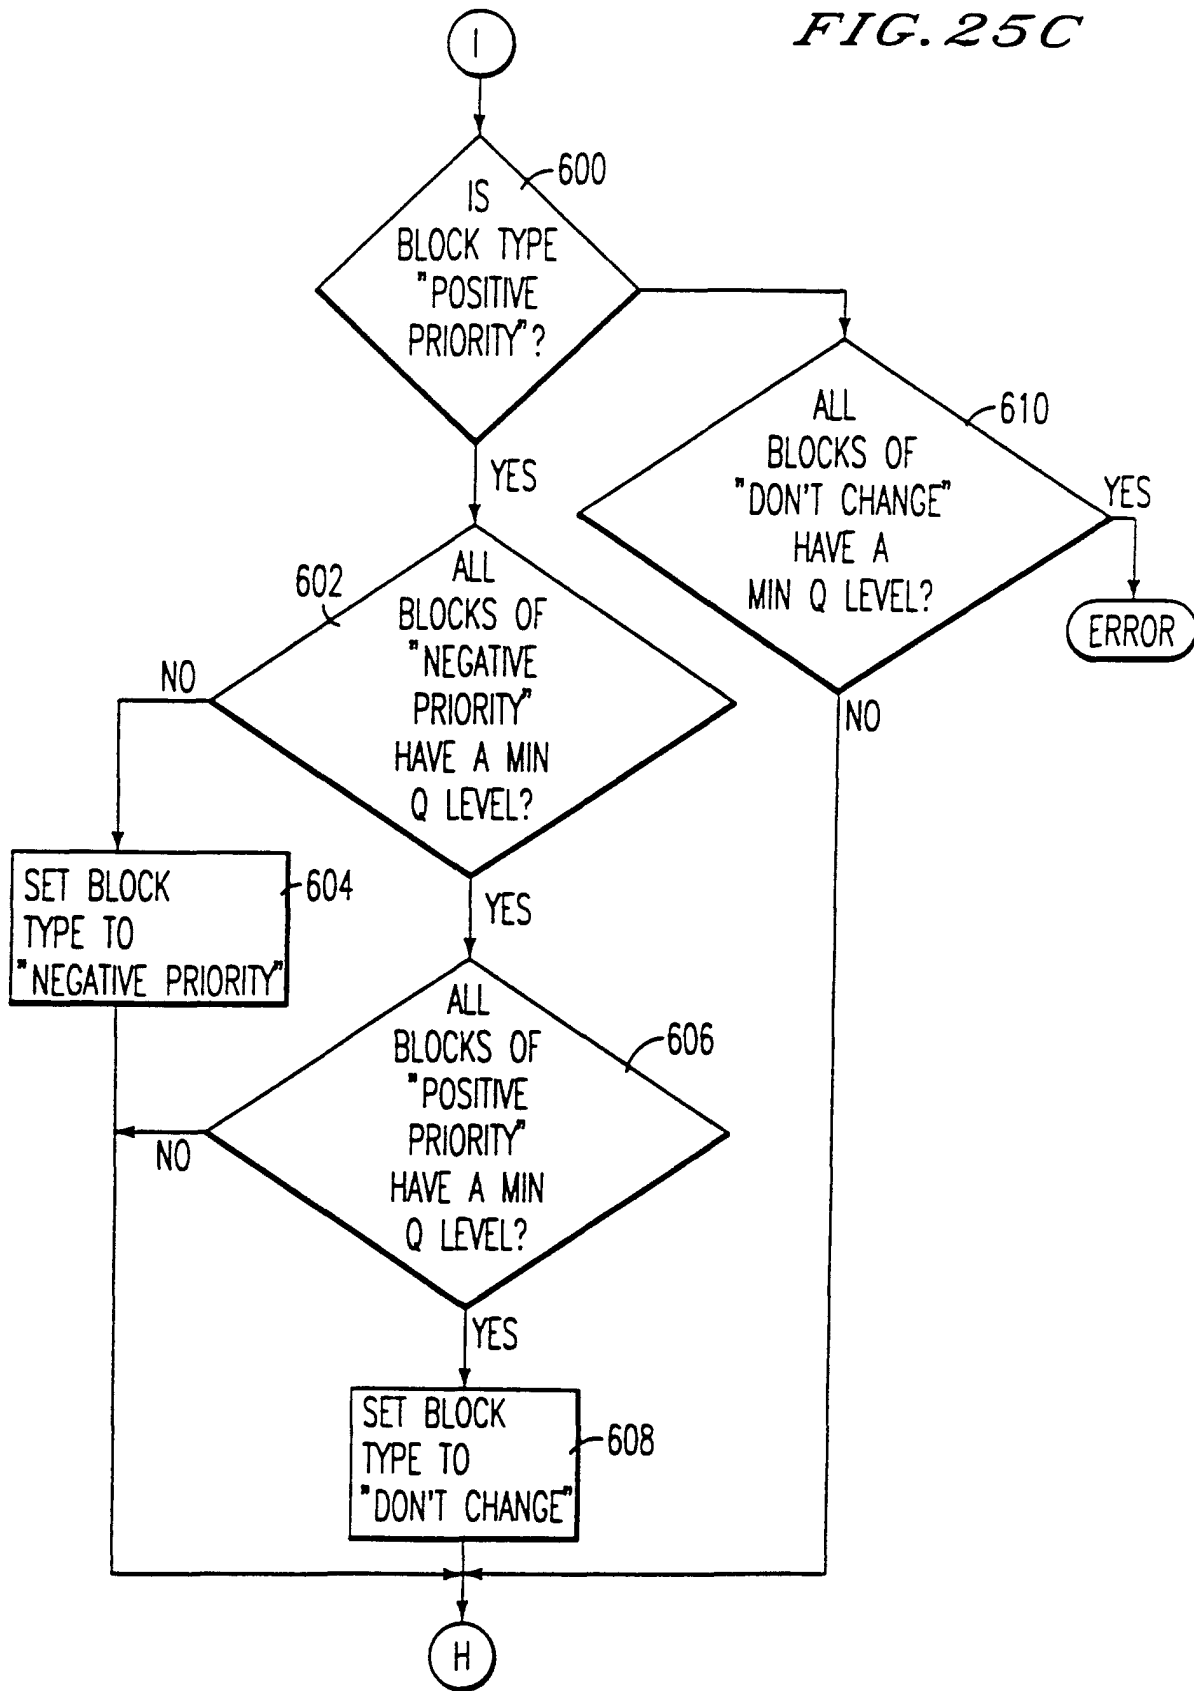 FIG. 25C
I
600
IS
BLOCK TYPE
"POSITIVE
PRIORITY"?
YES
610
ALL
BLOCKS OF
"DON'T CHANGE"
HAVE A
MIN Q LEVEL?
YES
ERROR
NO
602
ALL
BLOCKS OF
"NEGATIVE
PRIORITY"
HAVE A MIN
Q LEVEL?
NO
YES
604
SET BLOCK
TYPE TO
"NEGATIVE PRIORITY"
606
ALL
BLOCKS OF
"POSITIVE
PRIORITY"
HAVE A MIN
Q LEVEL?
NO
YES
608
SET BLOCK
TYPE TO
"DON'T CHANGE"
H